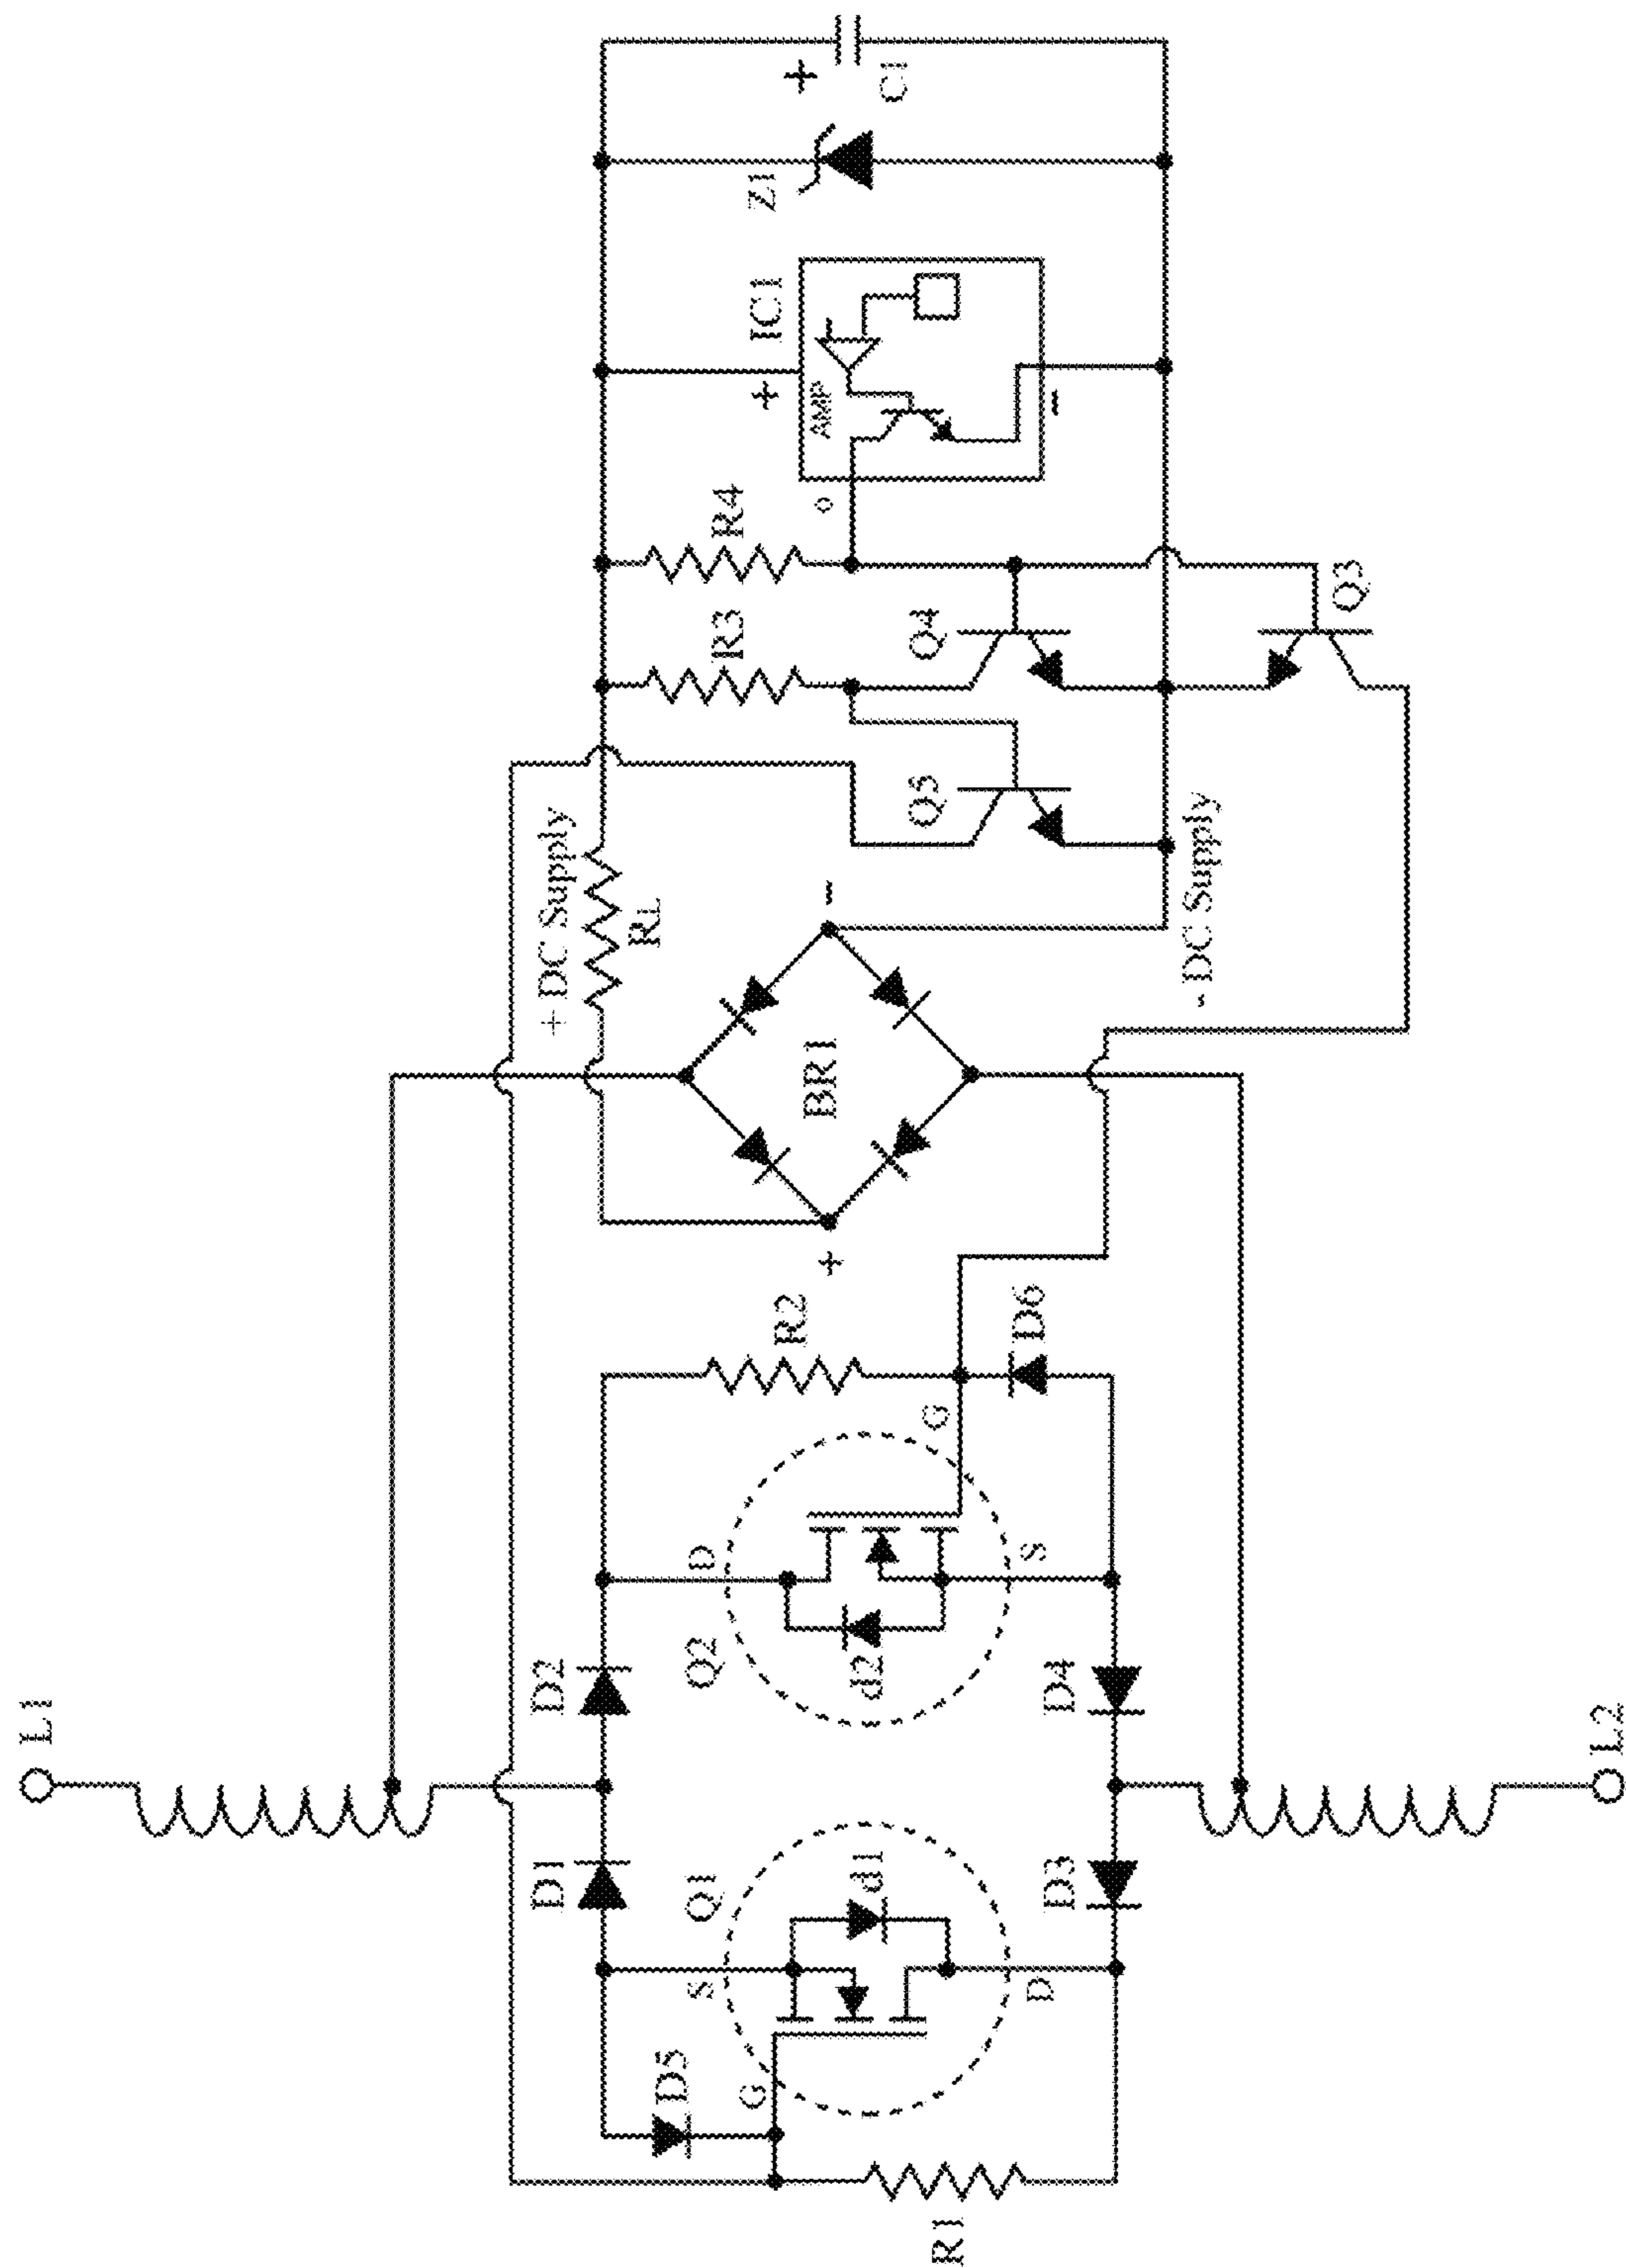 L1
D1
D2
+ DC Supply
RL
D5
S
Q1
Q2
D
R3
R4
G
+
IC1
Z1
R2
+
AMP
+
BR1
-
o
d1
d2
C1
Q5
Q4
G
R1
D6
S
D
D3
D4
-
- DC Supply
Q3
L2